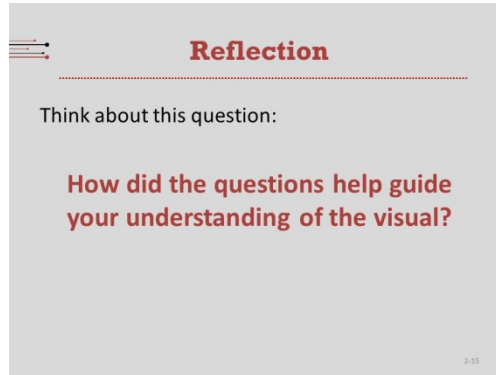 Reflection
Think about this question:
How did the questions help guide
your understanding of the visual?
2-15